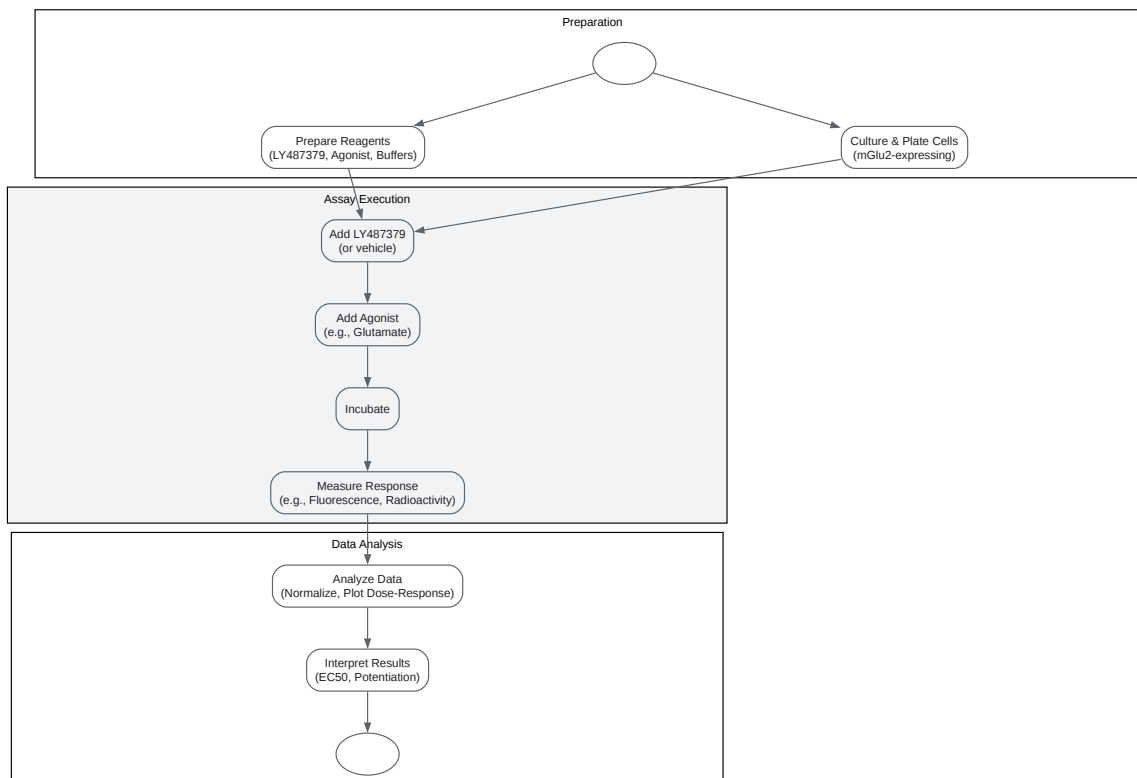 Preparation
Prepare Reagents
(LY487379, Agonist, Buffers)
Culture & Plate Cells
(mGlu2-expressing)
Assay Execution
Add LY487379
(or vehicle)
Add Agonist
(e.g., Glutamate)
Incubate
Measure Response
(e.g., Fluorescence, Radioactivity)
Data Analysis
Analyze Data
(Normalize, Plot Dose-Response)
Interpret Results
(EC50, Potentiation)